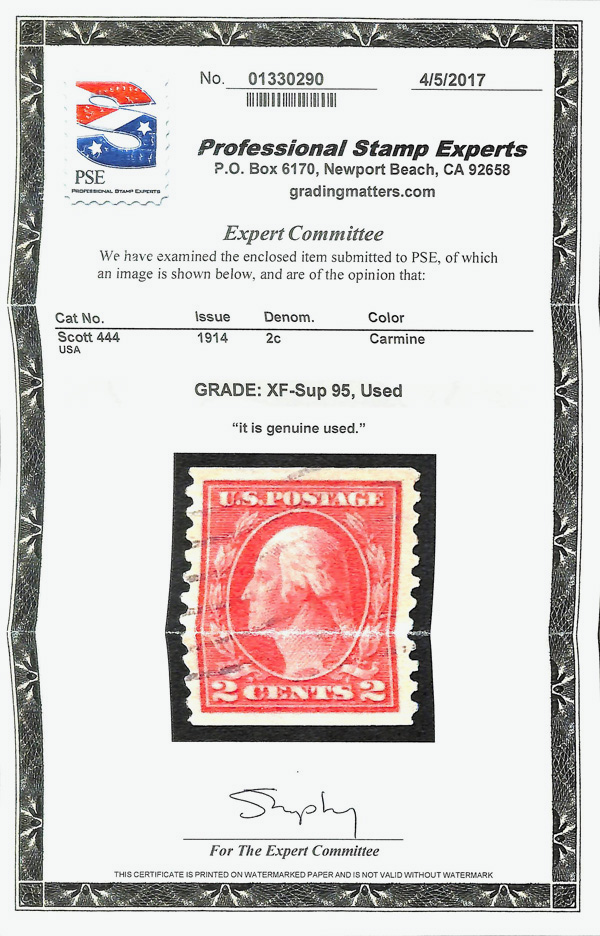 No. 01330290 4/5/2017
PSE
PROFESSIONAL STAMP EXPERTS
Professional Stamp Experts
P.O. Box 6170, Newport Beach, CA 92658
gradingmatters.com
Expert Committee
We have examined the enclosed item submitted to PSE, of which
an image is shown below, and are of the opinion that:
Cat No. Issue Denom. Color
Scott 444 1914 2c Carmine
USA
GRADE: XF-Sup 95, Used
“it is genuine used.”
U.S. POSTAGE
2 CENTS 2
For The Expert Committee
THIS CERTIFICATE IS PRINTED ON WATERMARKED PAPER AND IS NOT VALID WITHOUT WATERMARK